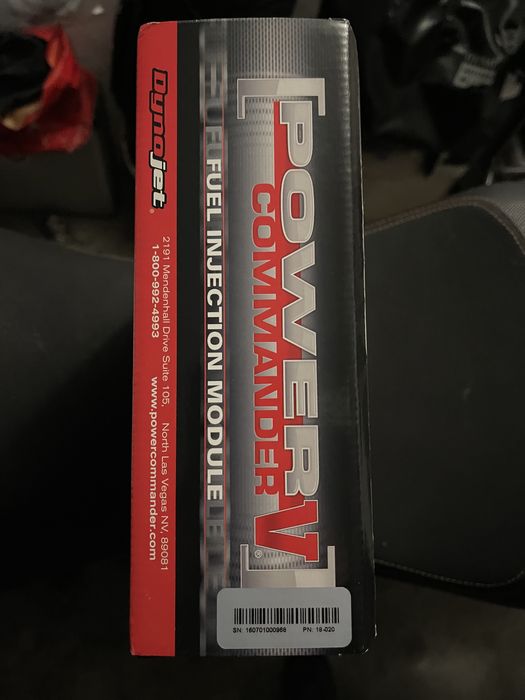 POWER
COMMANDER V®
FUEL INJECTION MODULE
Dynojet®
2191 Mendenhall Drive Suite 105, North Las Vegas NV, 89081
1-800-992-4993 www.powercommander.com
SN: 160701000966 PN: 18-020